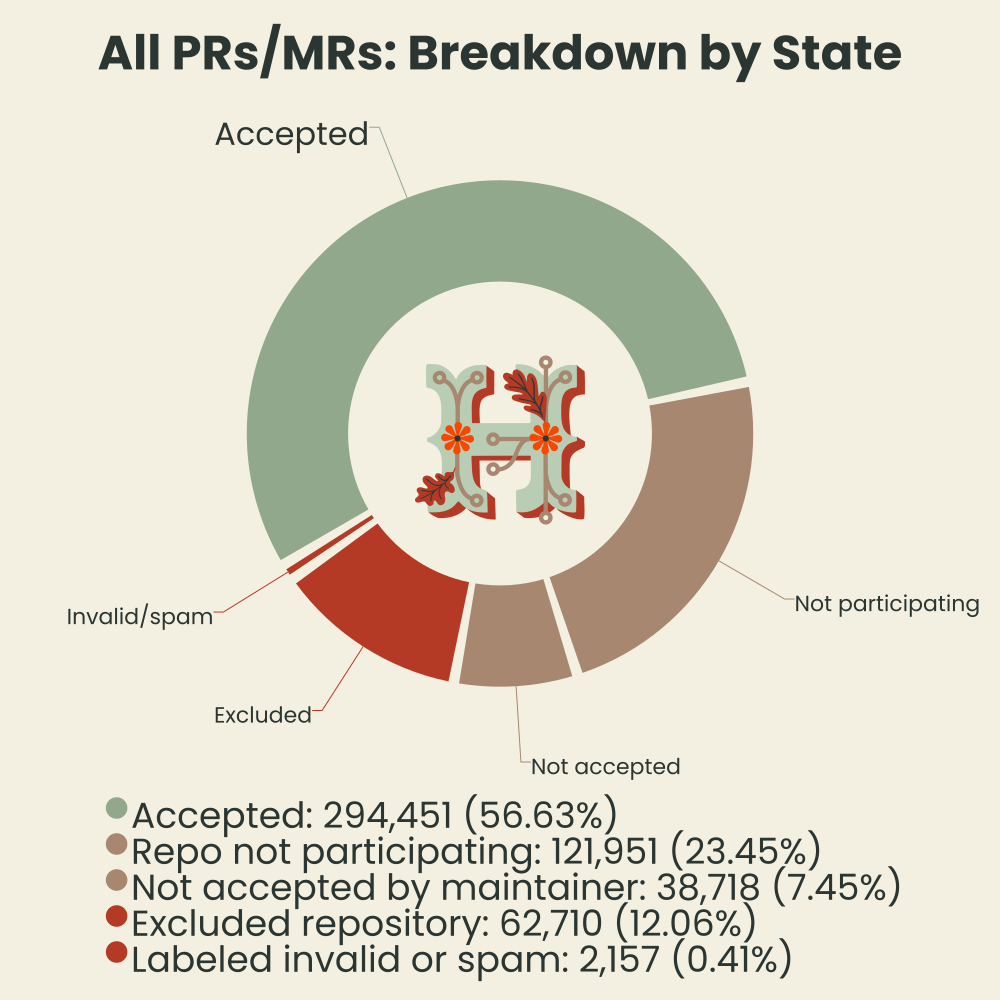 All PRs/MRs: Breakdown by State
Accepted
Not participating
Invalid/spam
Excluded
Not accepted
H
Accepted: 294,451 (56.63%)
Repo not participating: 121,951 (23.45%)
Not accepted by maintainer: 38,718 (7.45%)
Excluded repository: 62,710 (12.06%)
Labeled invalid or spam: 2,157 (0.41%)